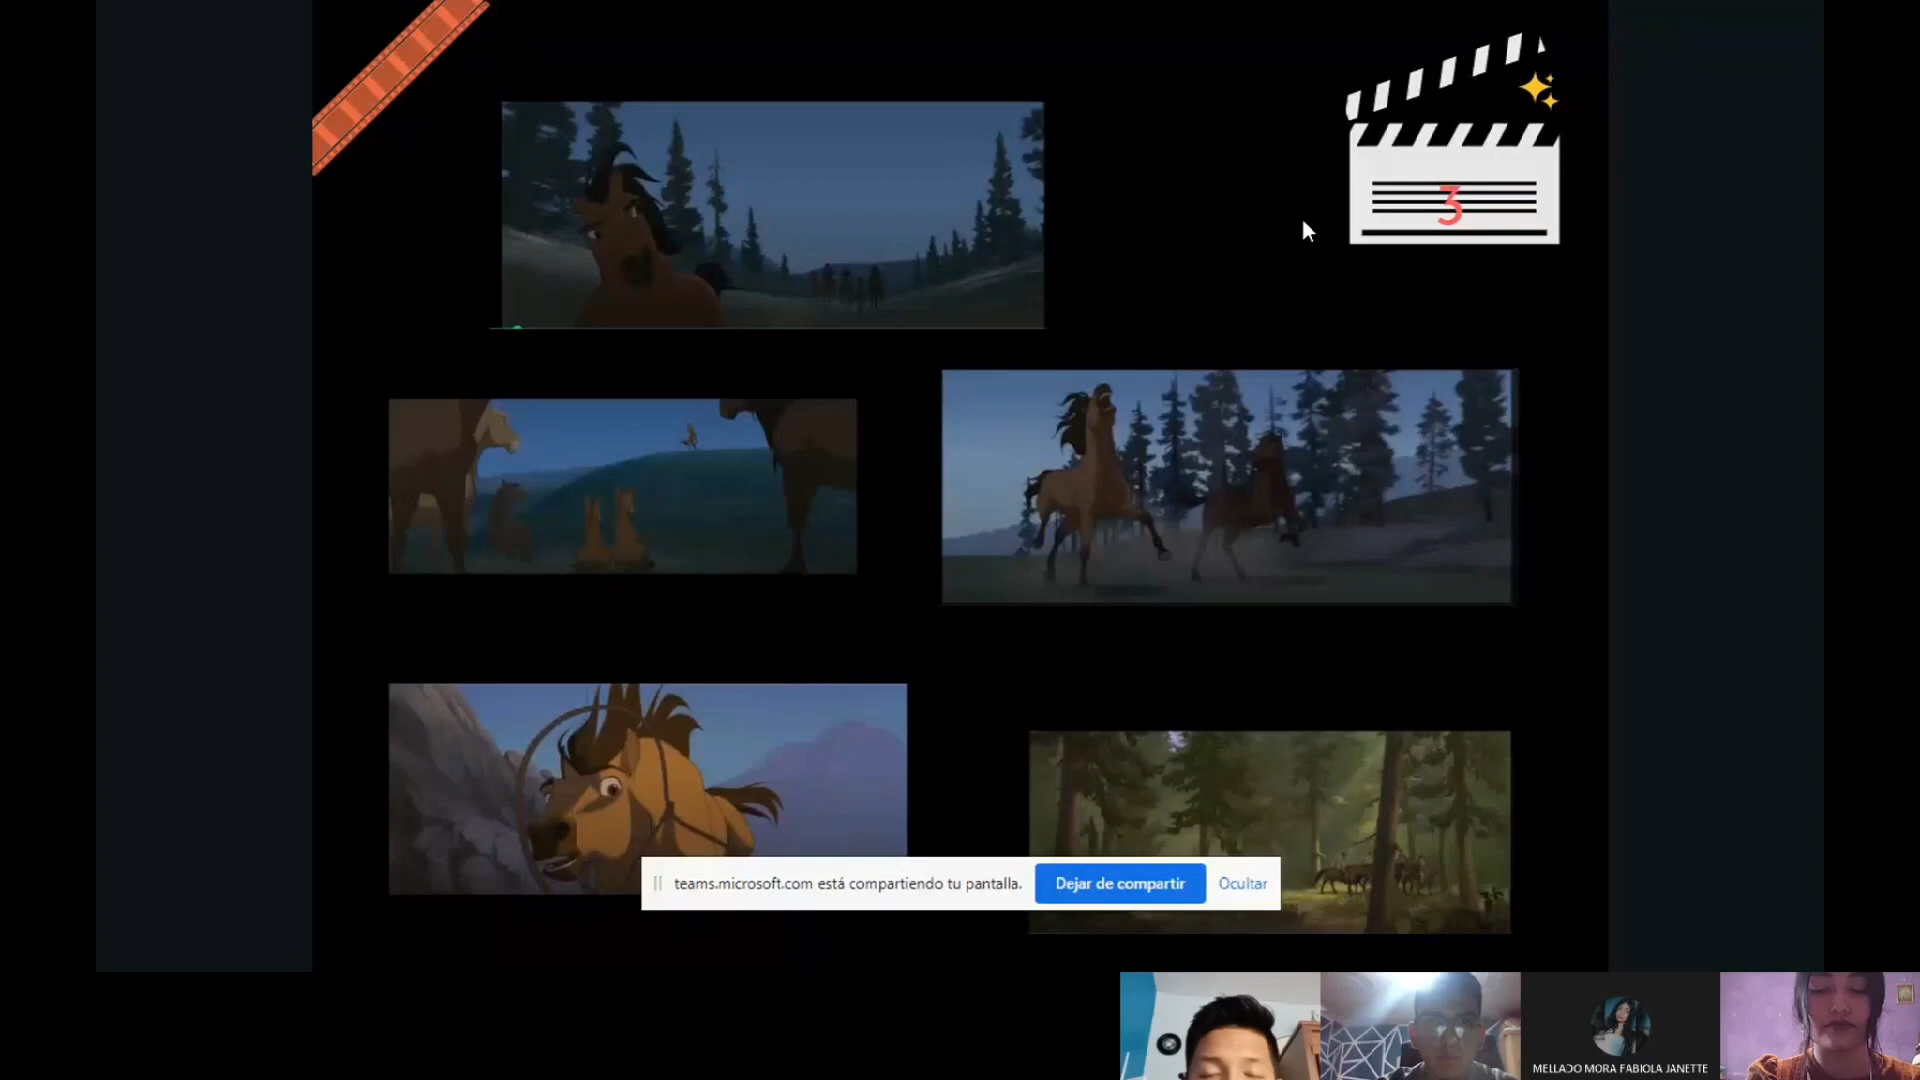 3
teams.microsoft.com está compartiendo tu pantalla.
Dejar de compartir
Ocultar
MELLADO MORA FABIOLA JANETTE